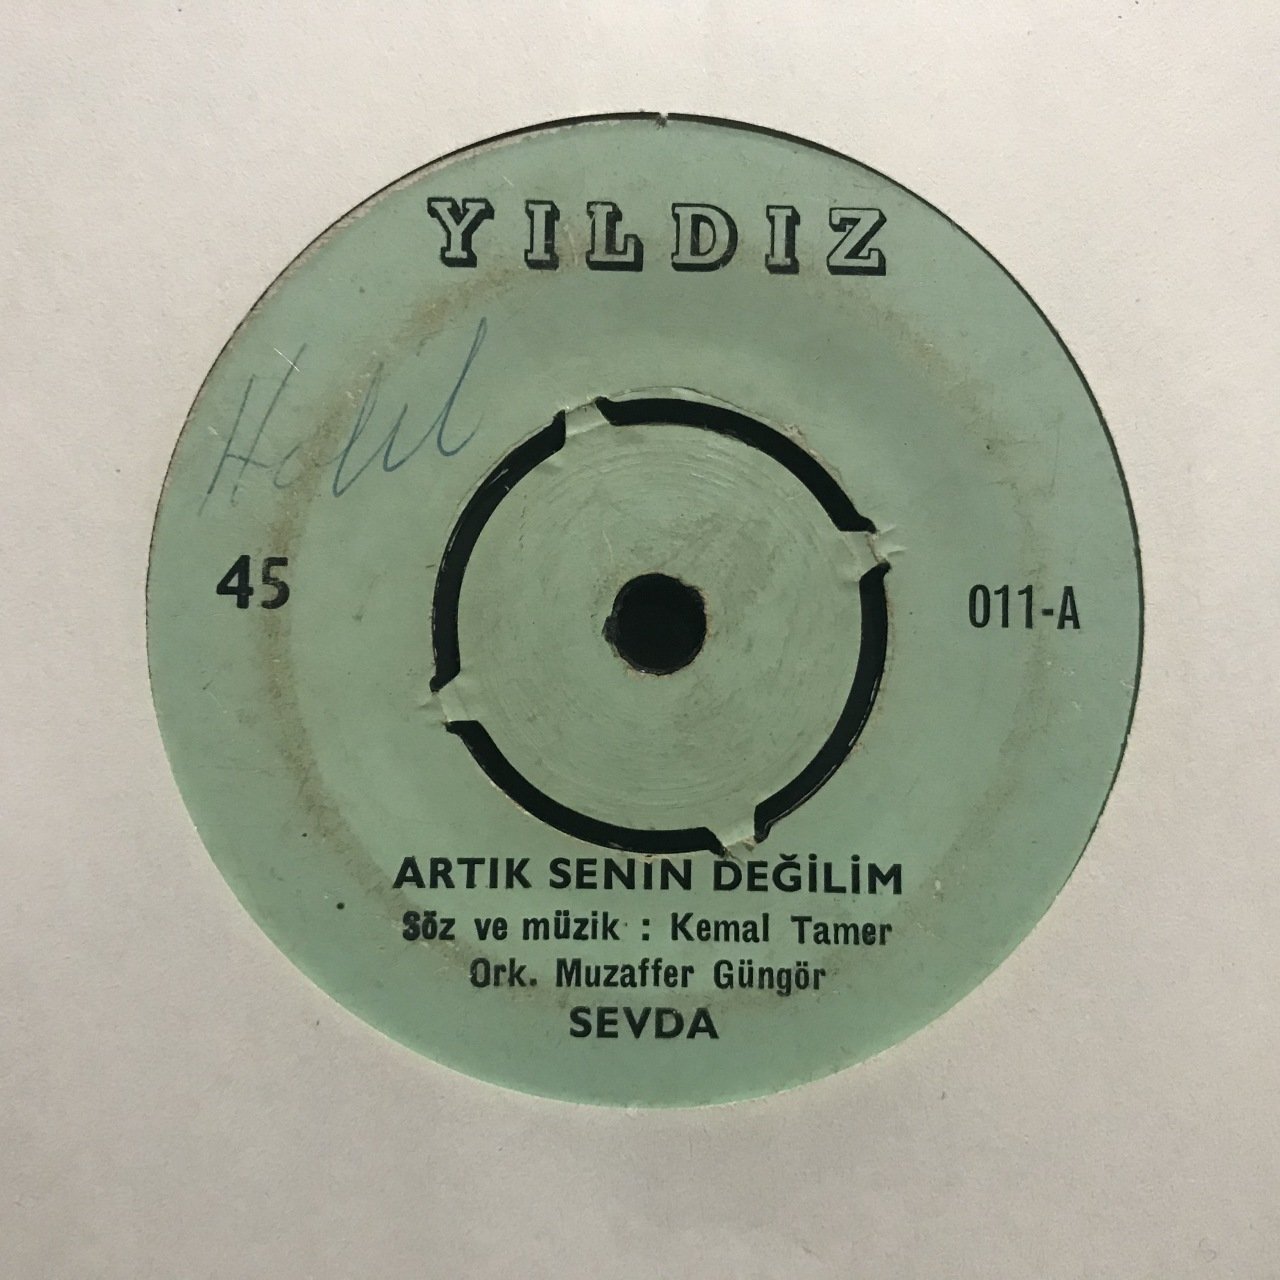 YILDIZ
Halil
45
011-A
ARTIK SENIN DEĞİLİM
Söz ve müzik : Kemal Tamer
Ork. Muzaffer Güngör
SEVDA